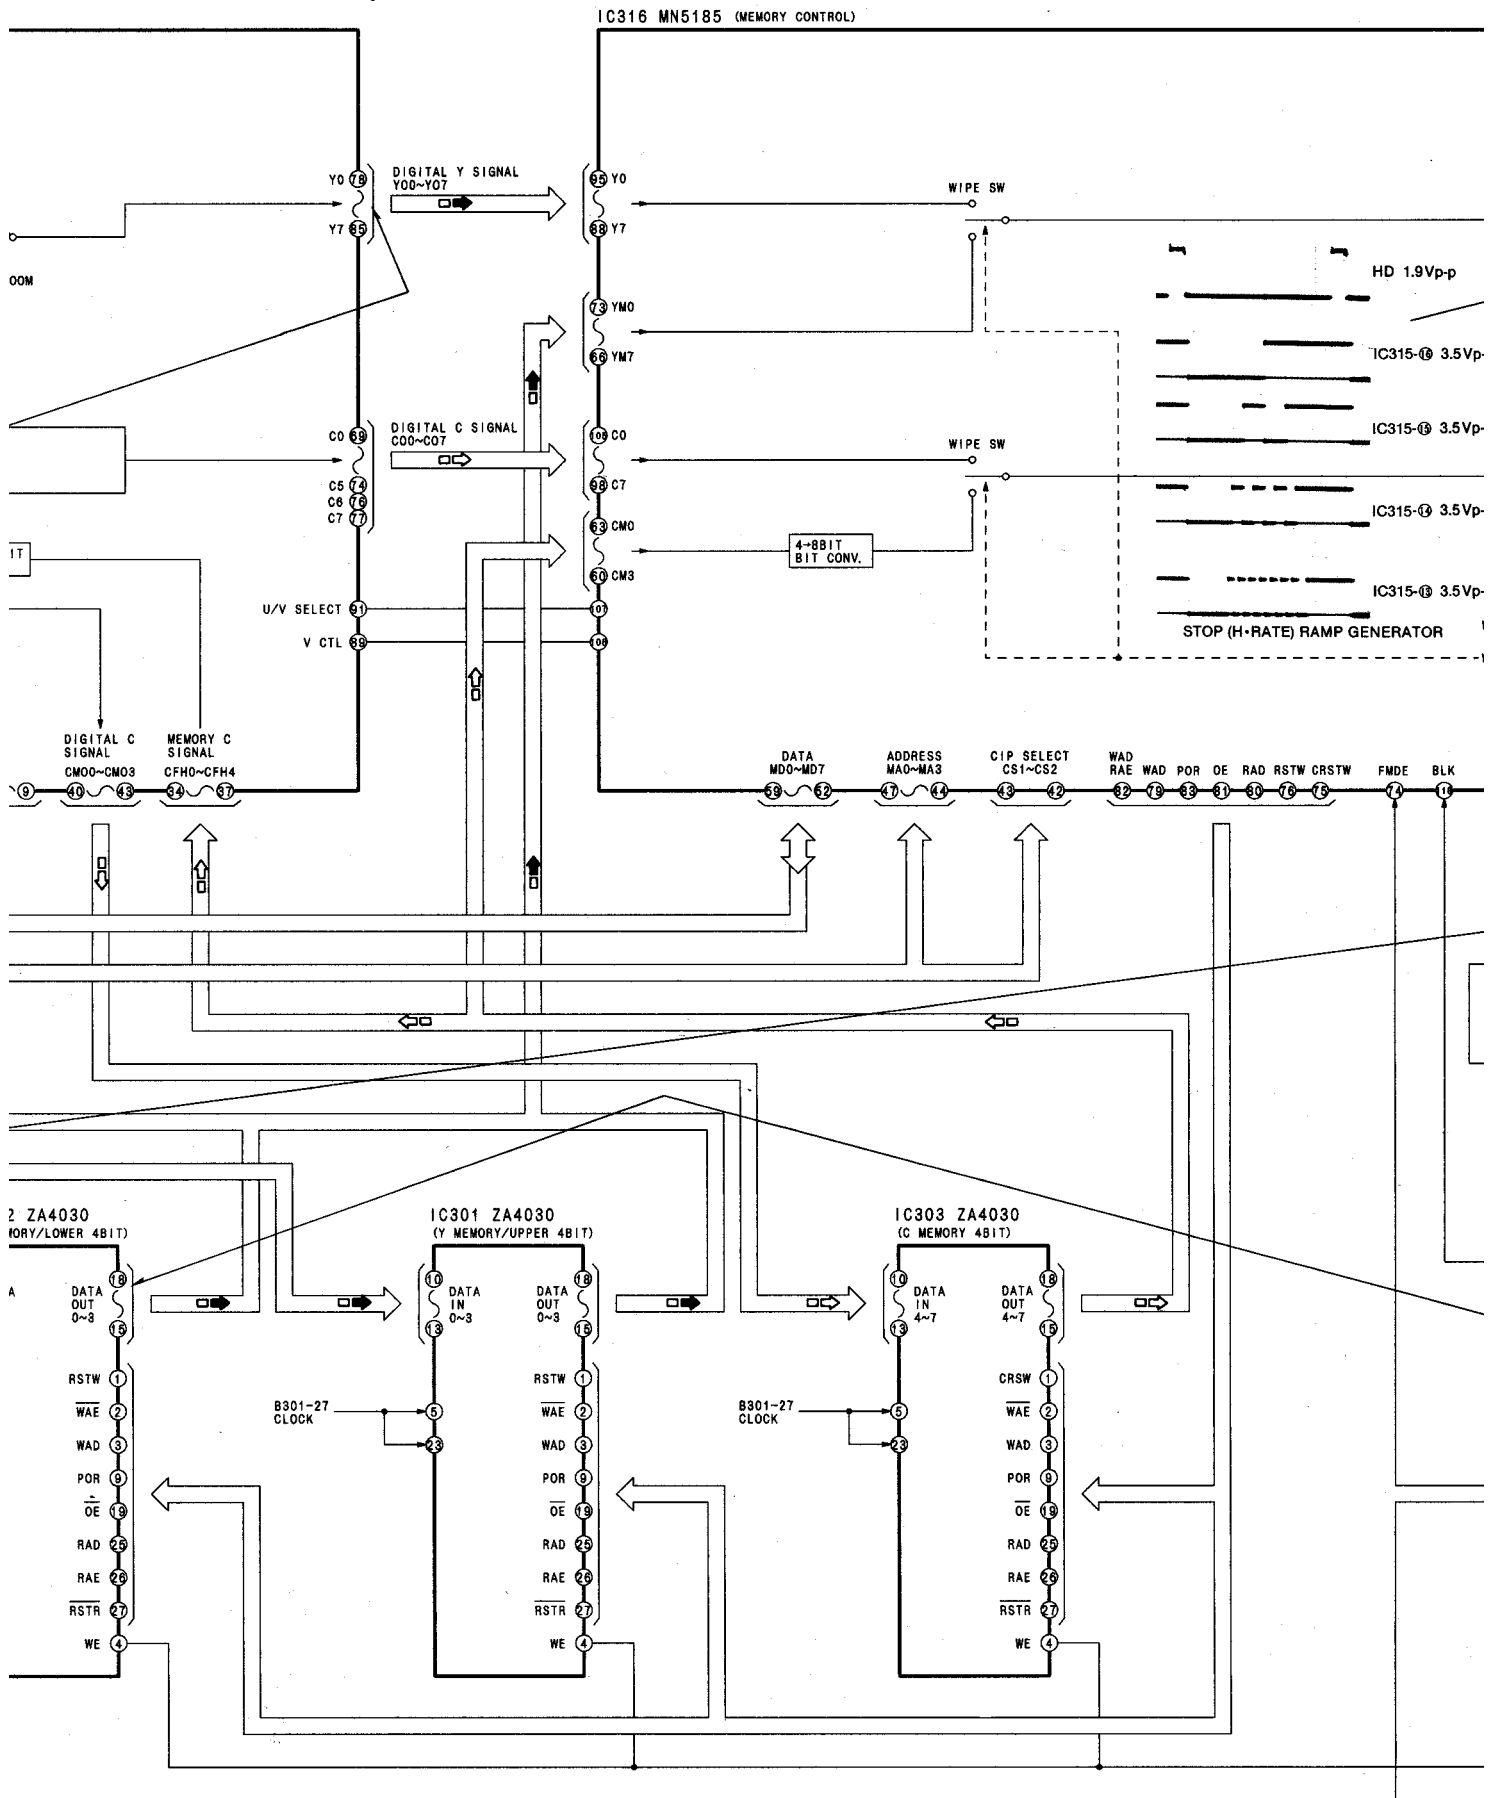 IC316 MN5185 (MEMORY CONTROL)
Y0 78
DIGITAL Y SIGNAL
Y00~Y07
95 Y0
WIPE SW
Y7 85
88 Y7
OOM
HD 1.9Vp-p
73 YM0
66 YM7
IC315-⑯ 3.5Vp-
C0 69
DIGITAL C SIGNAL
C00~C07
C0
WIPE SW
IC315-⑮ 3.5Vp-
C5 74
C6 76
C7 77
98 C7
63 CM0
IC315-⑭ 3.5Vp-
4→8BIT
BIT CONV.
IT
60 CM3
IC315-⑬ 3.5Vp-
U/V SELECT 91
107
STOP (H•RATE) RAMP GENERATOR
V CTL 89
DIGITAL C
SIGNAL
CM00~CM03
MEMORY C
SIGNAL
CFH0~CFH4
DATA
MD0~MD7
ADDRESS
MA0~MA3
CIP SELECT
CS1~CS2
WAD
RAE WAD POR OE RAD RSTW CRSTW FMDE BLK
9 40 43 34 37
59 52 47 44 43 42 82 79 83 81 80 76 75 74
2 ZA4030
MORY/LOWER 4BIT)
IC301 ZA4030
(Y MEMORY/UPPER 4BIT)
IC303 ZA4030
(C MEMORY 4BIT)
A
DATA
OUT
0~3
18
15
10
13
DATA
IN
0~3
DATA
OUT
0~3
18
15
10
13
DATA
IN
4~7
DATA
OUT
4~7
18
15
RSTW 1
WAE 2
WAD 3
POR 9
OE 19
RAD 25
RAE 26
RSTR 27
WE 4
B301-27
CLOCK
5
23
RSTW 1
WAE 2
WAD 3
POR 9
OE 19
RAD 25
RAE 26
RSTR 27
WE 4
B301-27
CLOCK
5
23
CRSW 1
WAE 2
WAD 3
POR 9
OE 19
RAD 25
RAE 26
RSTR 27
WE 4